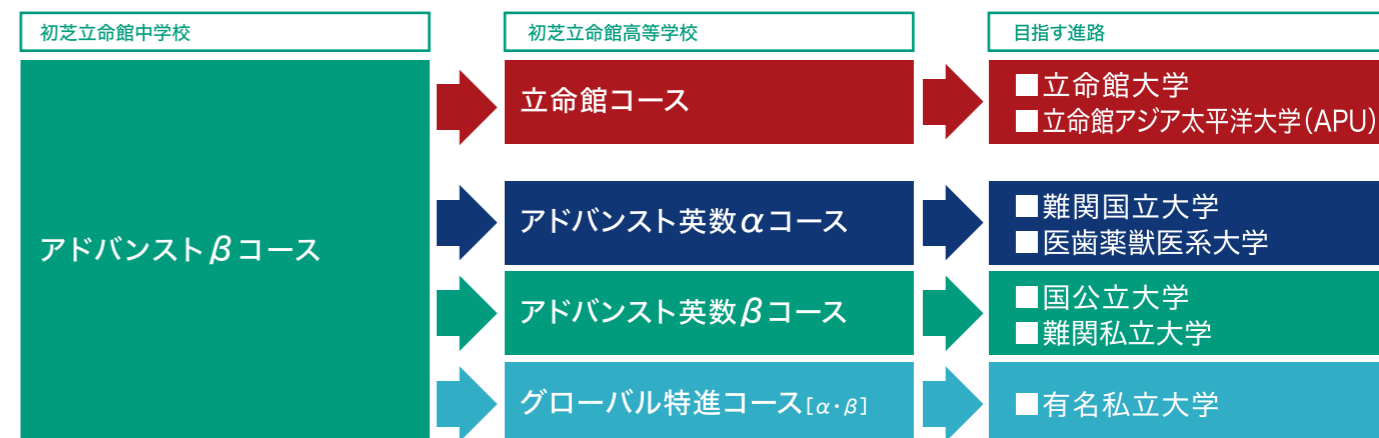 初芝立命館中学校
初芝立命館高等学校
目指す進路
アドバンストβコース
立命館コース
■立命館大学
■立命館アジア太平洋大学(APU)
アドバンスト英数αコース
■難関国立大学
■医歯薬獣医系大学
アドバンスト英数βコース
■国公立大学
■難関私立大学
グローバル特進コース[α・β]
■有名私立大学